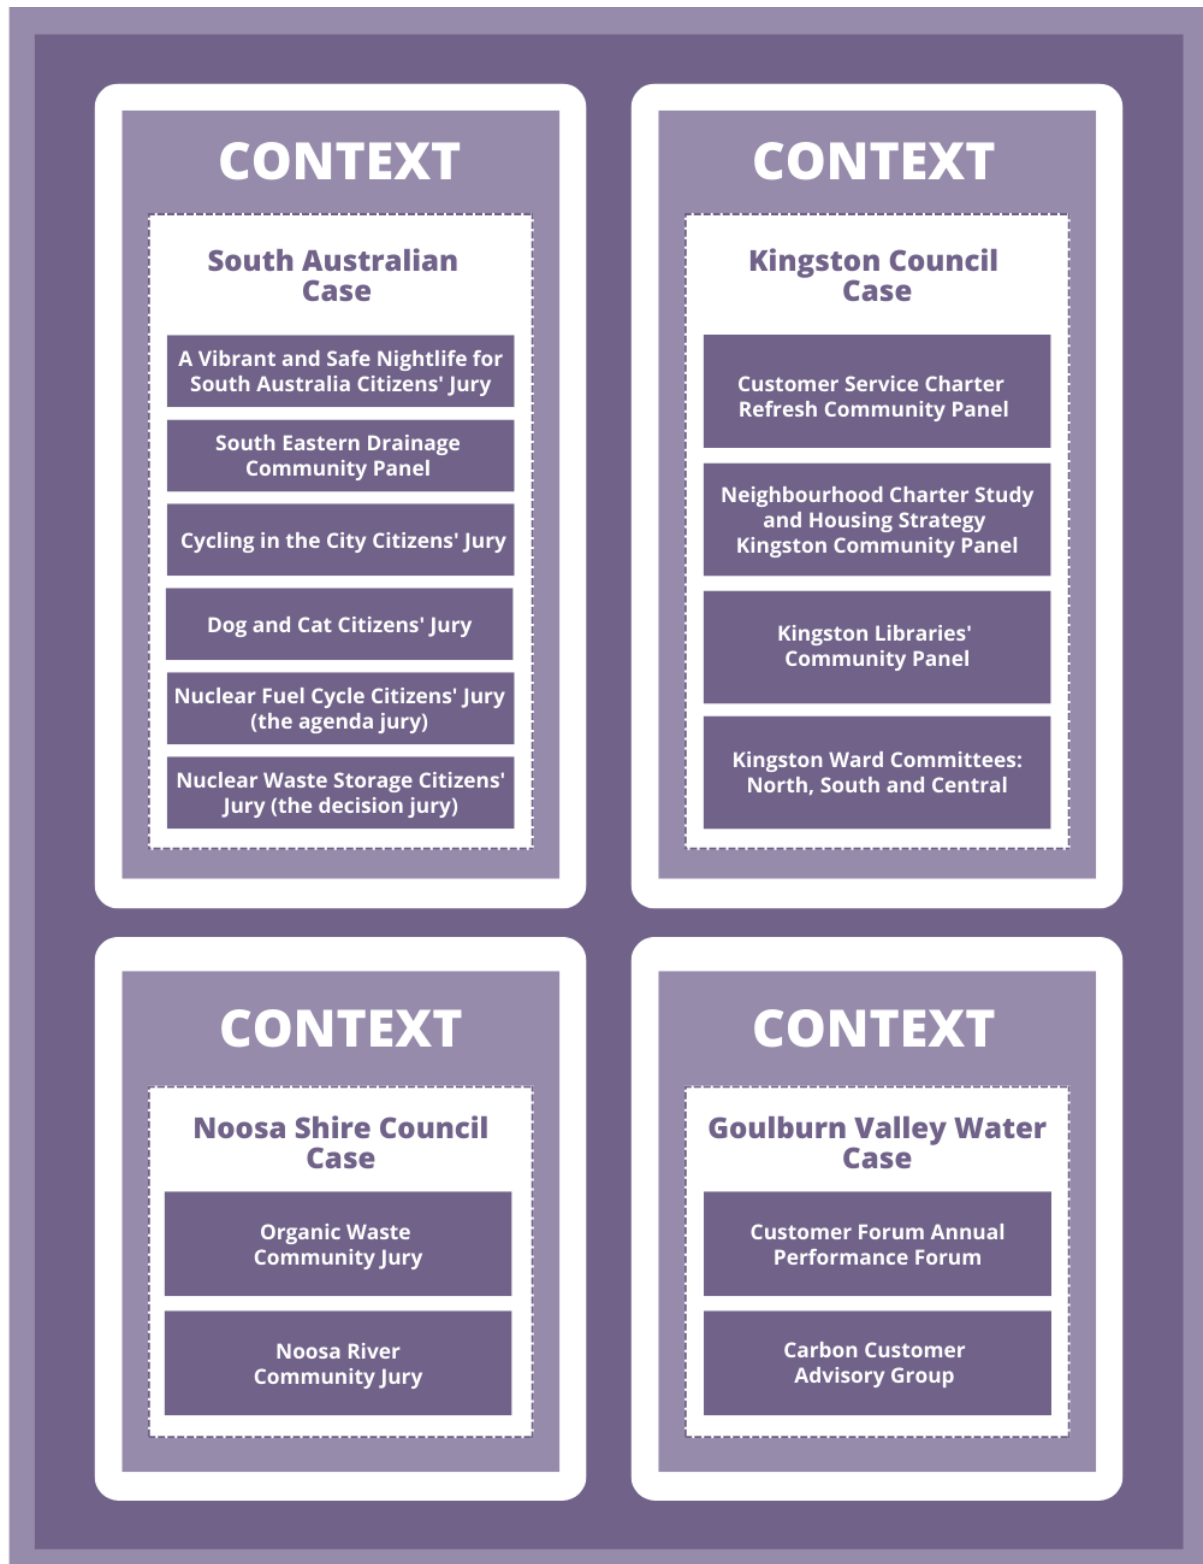 CONTEXT
South Australian
Case
A Vibrant and Safe Nightlife for
South Australia Citizens' Jury
South Eastern Drainage
Community Panel
Cycling in the City Citizens' Jury
Dog and Cat Citizens' Jury
Nuclear Fuel Cycle Citizens' Jury
(the agenda jury)
Nuclear Waste Storage Citizens'
Jury (the decision jury)
CONTEXT
Kingston Council
Case
Customer Service Charter
Refresh Community Panel
Neighbourhood Charter Study
and Housing Strategy
Kingston Community Panel
Kingston Libraries'
Community Panel
Kingston Ward Committees:
North, South and Central
CONTEXT
Noosa Shire Council
Case
Organic Waste
Community Jury
Noosa River
Community Jury
CONTEXT
Goulburn Valley Water
Case
Customer Forum Annual
Performance Forum
Carbon Customer
Advisory Group